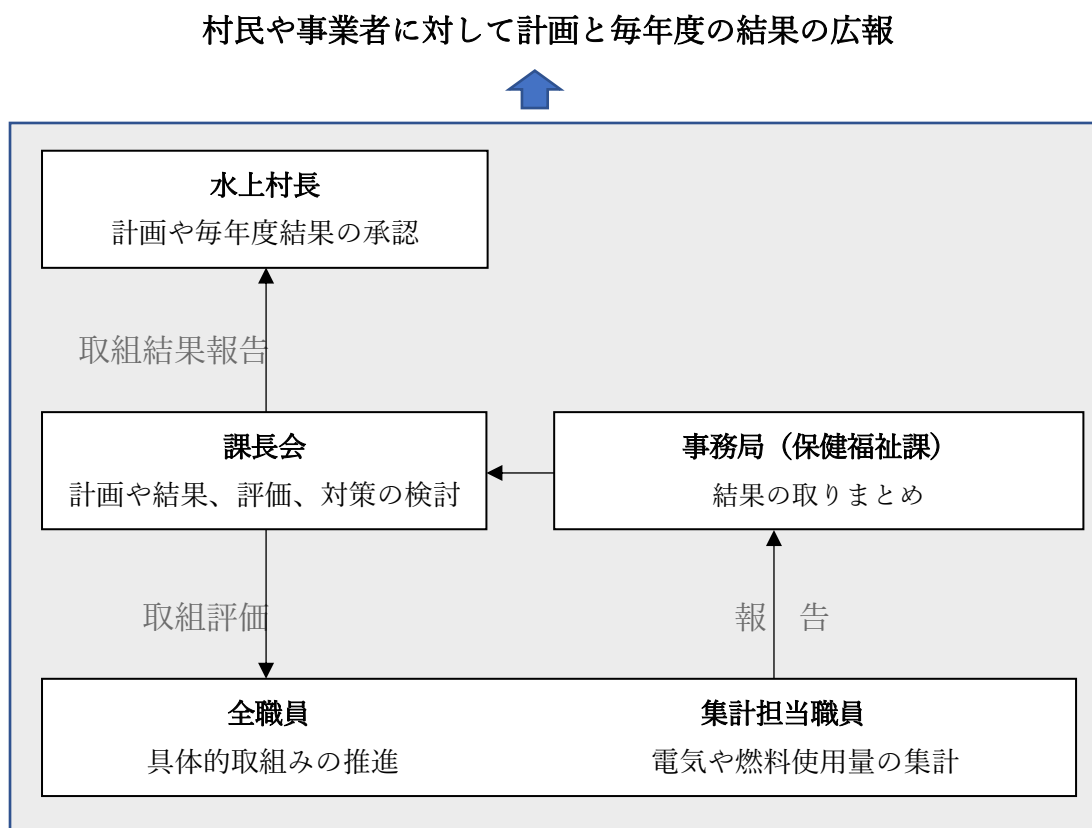 村民や事業者に対して計画と毎年度の結果の広報
水上村長
計画や毎年度結果の承認
取組結果報告
課長会
計画や結果、評価、対策の検討
事務局（保健福祉課）
結果の取りまとめ
取組評価
報　告
全職員
具体的取組みの推進
集計担当職員
電気や燃料使用量の集計